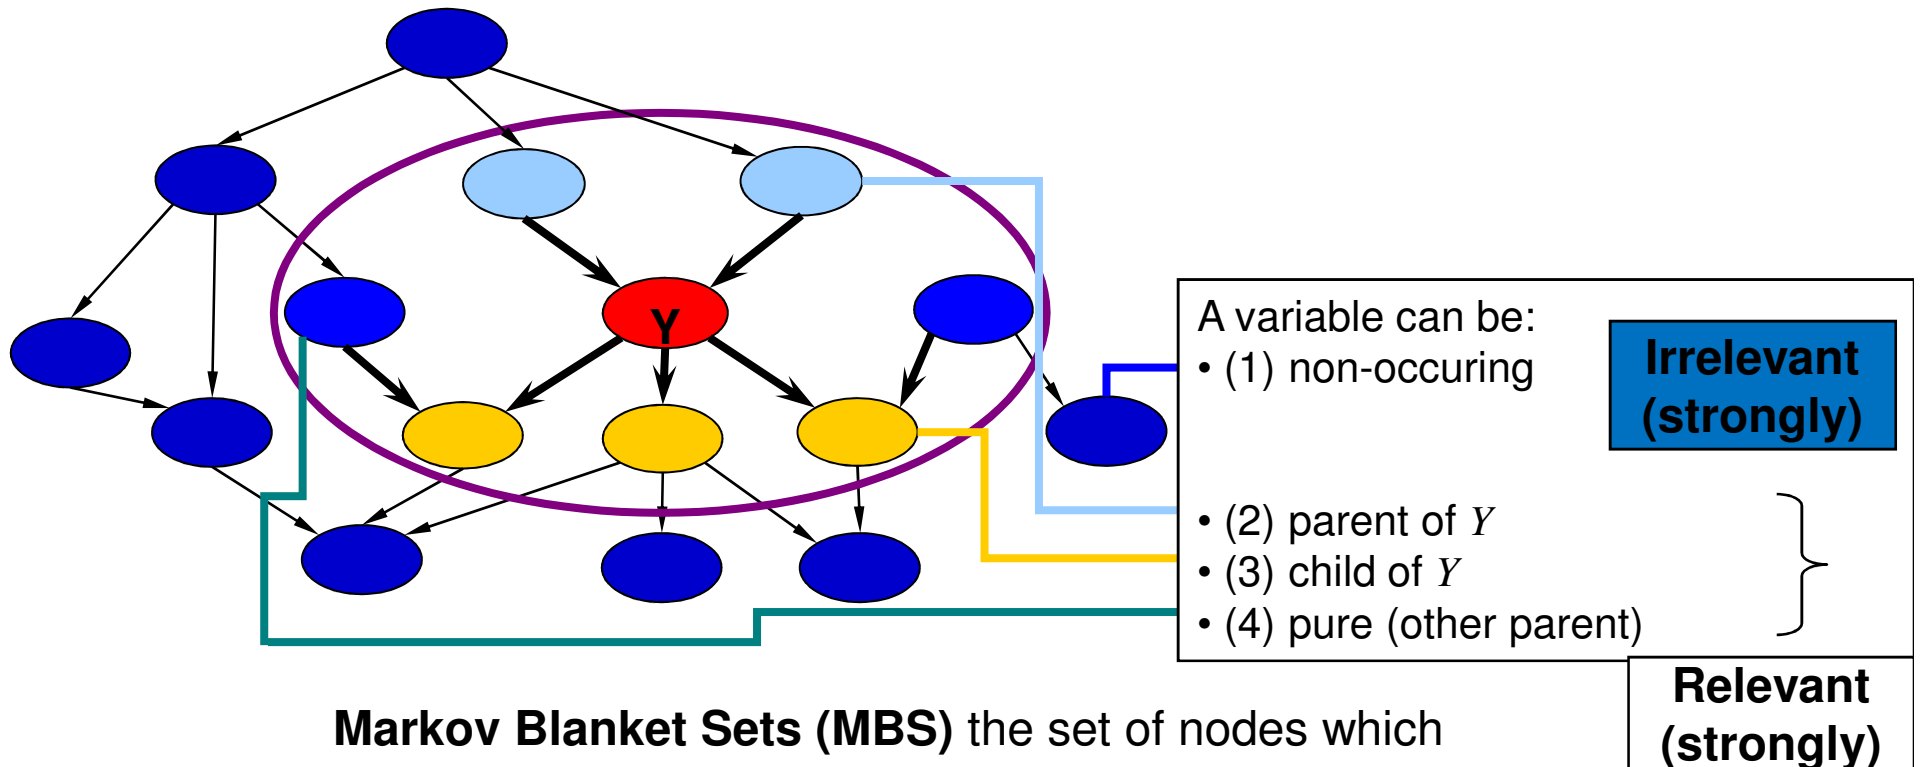 Y
A variable can be:
• (1) non-occuring
Irrelevant
(strongly)
• (2) parent of Y
• (3) child of Y
• (4) pure (other parent)
Relevant
(strongly)
Markov Blanket Sets (MBS) the set of nodes which